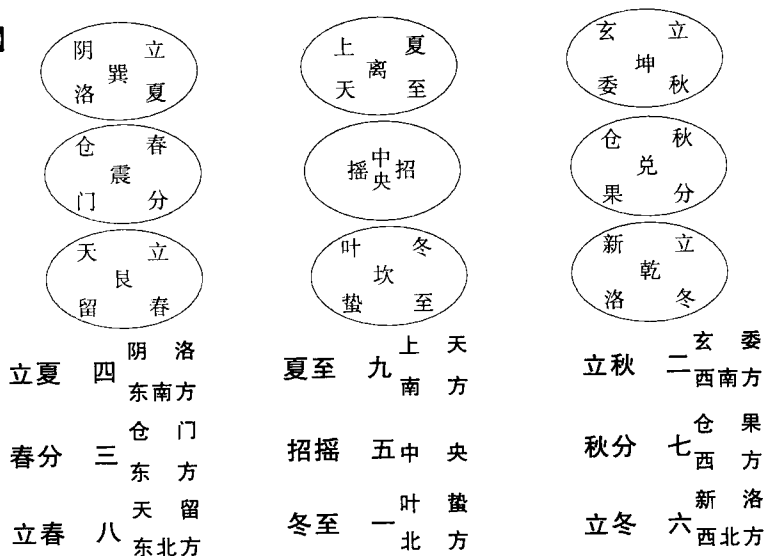 阴 立
巽
洛 夏
上 夏
离
天 至
玄 立
坤
委 秋
仓 春
震
门 分
中
摇 招
央
仓 秋
兑
果 分
天 立
艮
留 春
叶 冬
坎
蛰 至
新 立
乾
洛 冬
立夏 四 阴洛
东南方
夏至 九 上天
南方
立秋 二 玄委
西南方
春分 三 仓门
东方
招摇 五 中央
秋分 七 仓果
西方
立春 八 天留
东北方
冬至 一 叶蛰
北方
立冬 六 新洛
西北方